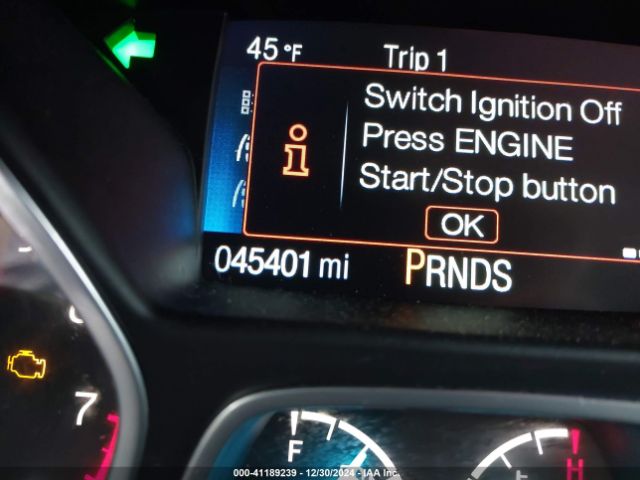 45 °F Trip 1
Switch Ignition Off
Press ENGINE
Start/Stop button
OK
045401 mi PRNDS
7
F
H
000-41189239 - 12/30/2024 - IAA Inc.